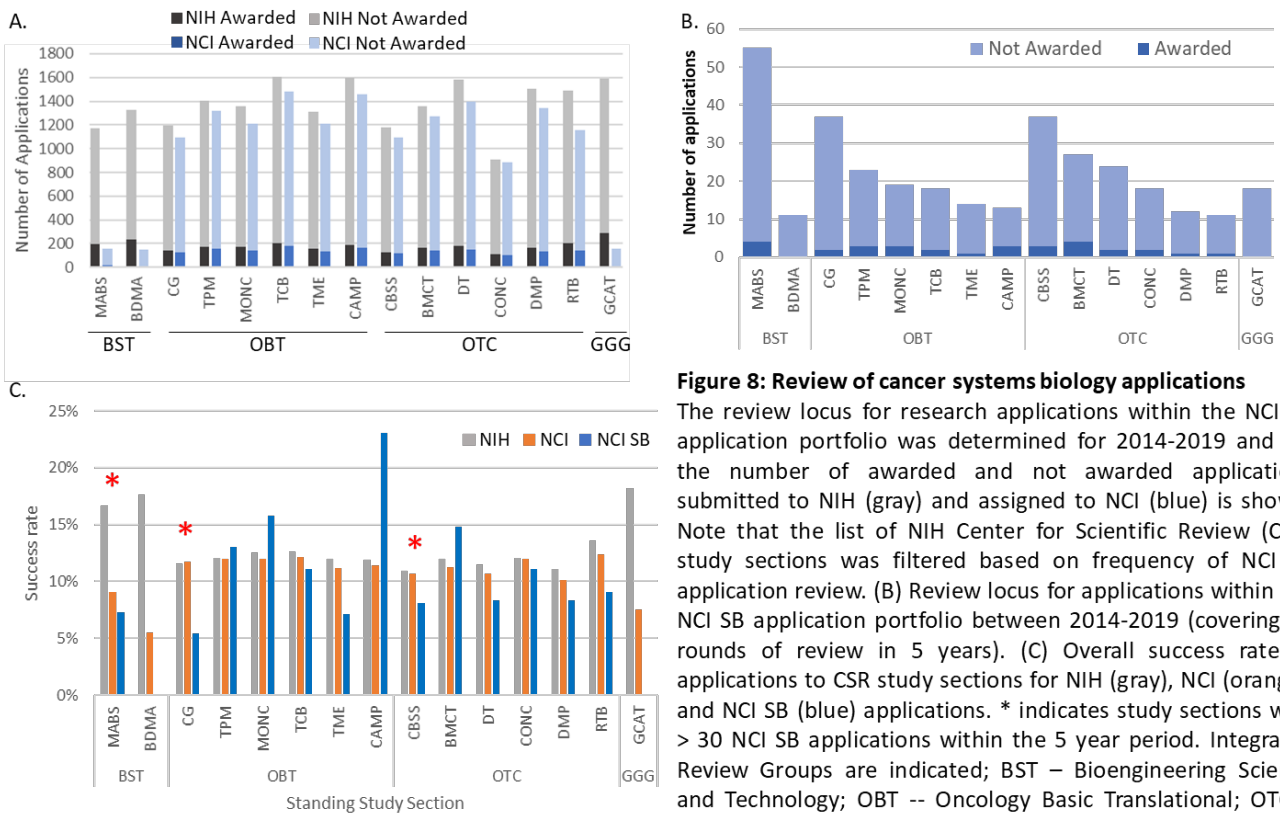 A.
NIH Awarded NIH Not Awarded
NCI Awarded NCI Not Awarded
Number of Applications
1800
1600
1400
1200
1000
800
600
400
200
0
MABS BDMA CG TPM MONC TCB TME CAMP CBSS BMCT DT CONC DMP RTB GCAT
BST OBT OTC GGG
B.
Not Awarded Awarded
Number of applications
60
50
40
30
20
10
0
MABS BDMA CG TPM MONC TCB TME CAMP CBSS BMCT DT CONC DMP RTB GCAT
BST OBT OTC GGG
C.
NIH NCI NCI SB
Success rate
25%
20%
15%
10%
5%
0%
* * *
MABS BDMA CG TPM MONC TCB TME CAMP CBSS BMCT DT CONC DMP RTB GCAT
BST OBT OTC GGG
Standing Study Section
Figure 8: Review of cancer systems biology applications
The review locus for research applications within the NCI
application portfolio was determined for 2014-2019 and
the number of awarded and not awarded applicatio
submitted to NIH (gray) and assigned to NCI (blue) is show
Note that the list of NIH Center for Scientific Review (C
study sections was filtered based on frequency of NCI
application review. (B) Review locus for applications within
NCI SB application portfolio between 2014-2019 (covering
rounds of review in 5 years). (C) Overall success rate
applications to CSR study sections for NIH (gray), NCI (orang
and NCI SB (blue) applications. * indicates study sections w
> 30 NCI SB applications within the 5 year period. Integra
Review Groups are indicated; BST – Bioengineering Scie
and Technology; OBT -- Oncology Basic Translational; OT